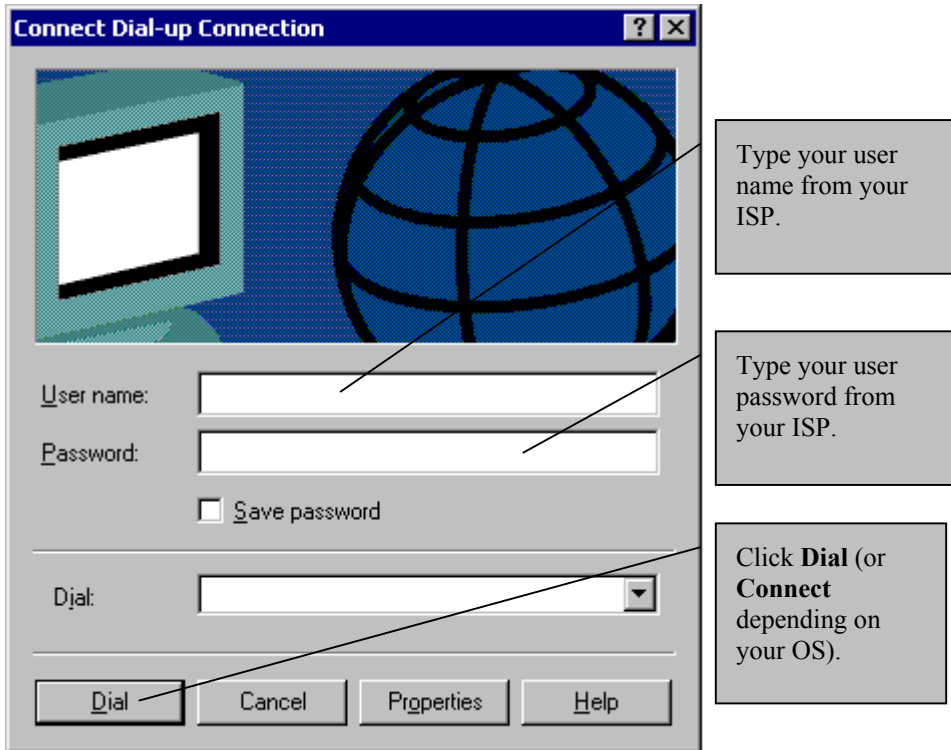 Connect Dial-up Connection
User name:
Password:
Save password
Dial:
Dial
Cancel
Properties
Help
Type your user
name from your
ISP.
Type your user
password from
your ISP.
Click Dial (or
Connect
depending on
your OS).